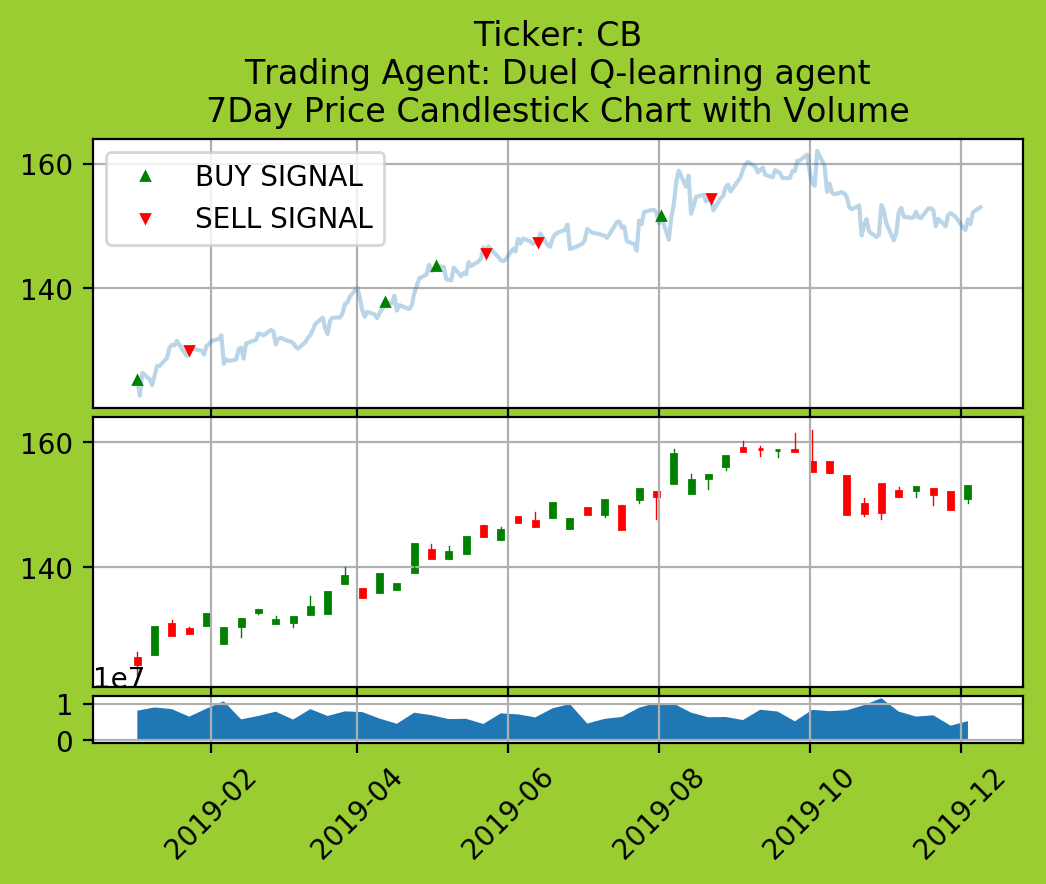 Ticker: CB
Trading Agent: Duel Q-learning agent
7Day Price Candlestick Chart with Volume
160
140
BUY SIGNAL
SELL SIGNAL
160
140
1e7
1
0
2019-02
2019-04
2019-06
2019-08
2019-10
2019-12